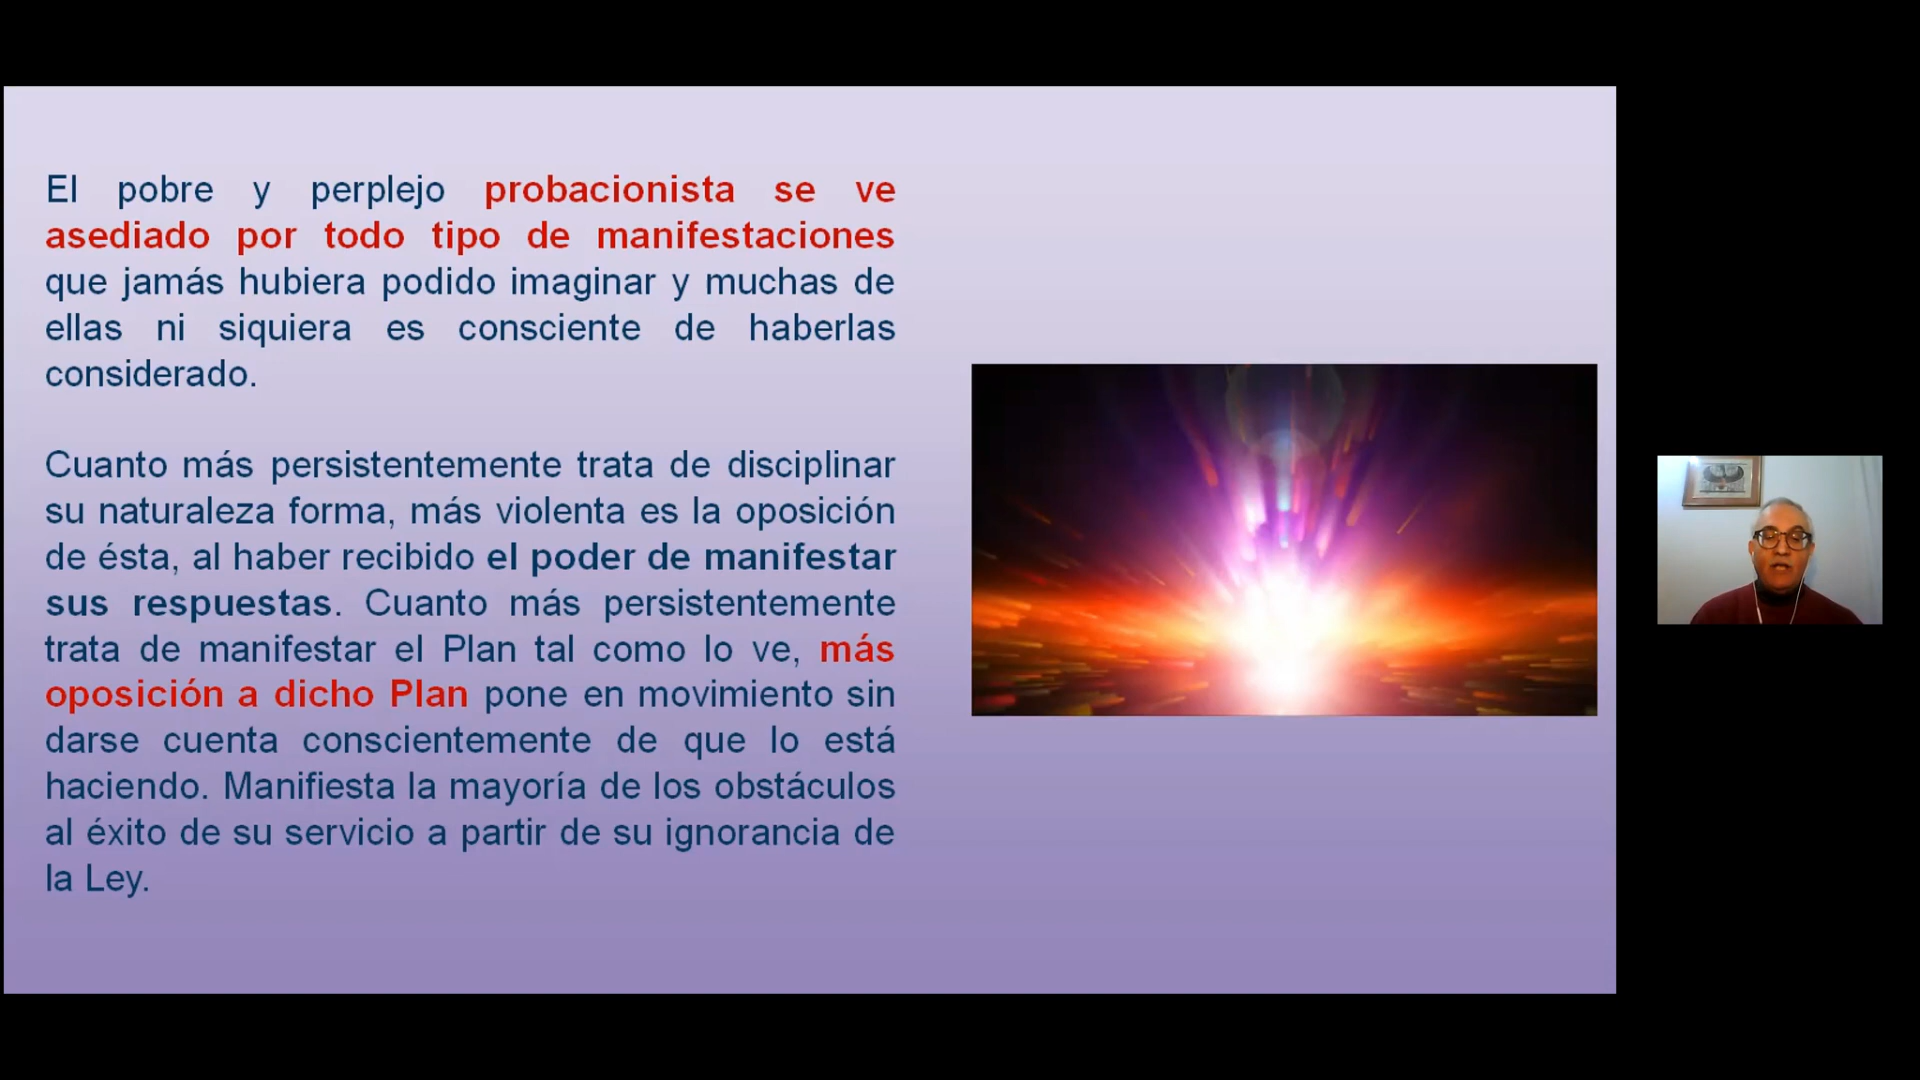 El pobre y perplejo probacionista se ve
asediado por todo tipo de manifestaciones
que jamás hubiera podido imaginar y muchas de
ellas ni siquiera es consciente de haberlas
considerado.
Cuanto más persistentemente trata de disciplinar
su naturaleza forma, más violenta es la oposición
de ésta, al haber recibido el poder de manifestar
sus respuestas. Cuanto más persistentemente
trata de manifestar el Plan tal como lo ve, más
oposición a dicho Plan pone en movimiento sin
darse cuenta conscientemente de que lo está
haciendo. Manifiesta la mayoría de los obstáculos
al éxito de su servicio a partir de su ignorancia de
la Ley.